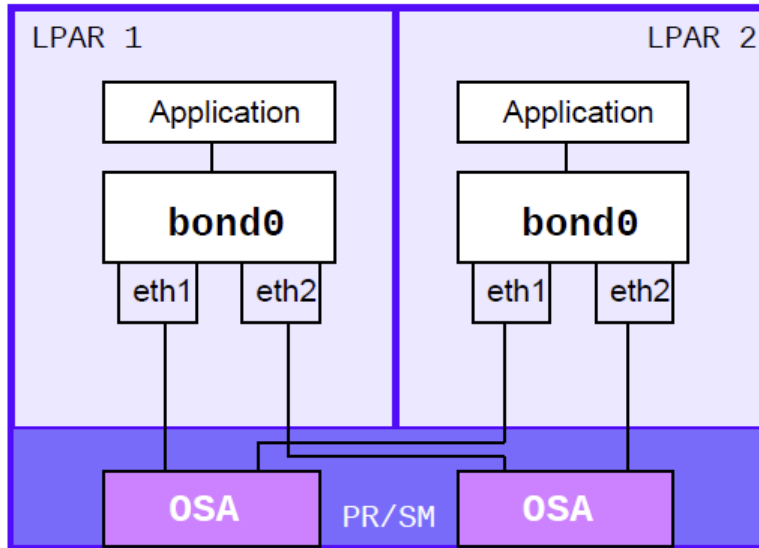 LPAR 1
LPAR 2
Application
Application
bond0
bond0
eth1
eth2
eth1
eth2
OSA
PR/SM
OSA